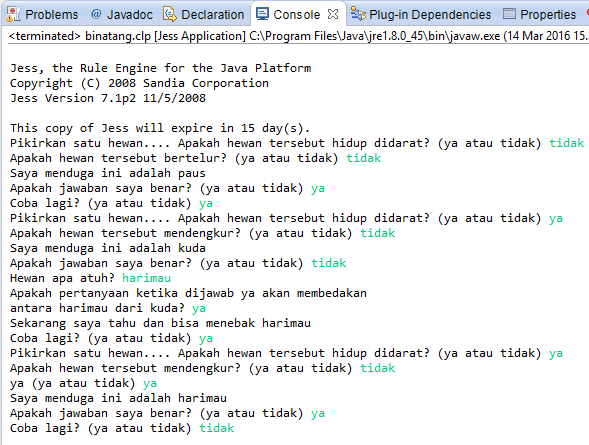 Problems @ Javadoc Declaration Console Plug-in Dependencies Properties
<terminated> binatang.clp [Jess Application] C:\Program Files\Java\jre1.8.0_45\bin\javaw.exe (14 Mar 2016 15..
Jess, the Rule Engine for the Java Platform
Copyright (C) 2008 Sandia Corporation
Jess Version 7.1p2 11/5/2008
This copy of Jess will expire in 15 day(s).
Pikirkan satu hewan.... Apakah hewan tersebut hidup didarat? (ya atau tidak) tidak
Apakah hewan tersebut bertelur? (ya atau tidak) tidak
Saya menduga ini adalah paus
Apakah jawaban saya benar? (ya atau tidak) ya
Coba lagi? (ya atau tidak) ya
Pikirkan satu hewan.... Apakah hewan tersebut hidup didarat? (ya atau tidak) ya
Apakah hewan tersebut mendengkur? (ya atau tidak) tidak
Saya menduga ini adalah kuda
Apakah jawaban saya benar? (ya atau tidak) tidak
Hewan apa atuh? harimau
Apakah pertanyaan ketika dijawab ya akan membedakan
antara harimau dari kuda? ya
Sekarang saya tahu dan bisa menebak harimau
Coba lagi? (ya atau tidak) ya
Pikirkan satu hewan.... Apakah hewan tersebut hidup didarat? (ya atau tidak) ya
Apakah hewan tersebut mendengkur? (ya atau tidak) tidak
ya (ya atau tidak) ya
Saya menduga ini adalah harimau
Apakah jawaban saya benar? (ya atau tidak) ya
Coba lagi? (ya atau tidak) tidak